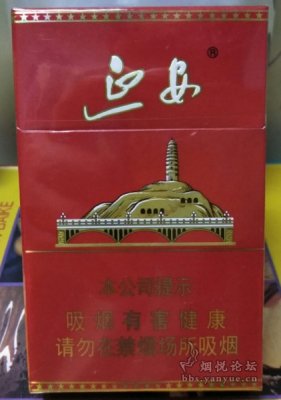 延安®
本公司提示
吸烟有害健康
请勿在禁烟场所吸烟
烟悦论坛
bbs.yanyue.cn